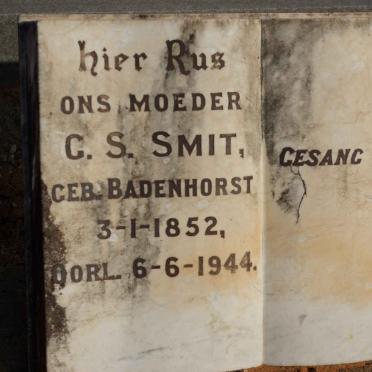 Hier Rus
ONS MOEDER
C. S. SMIT,
GEB. BADENHORST
3-1-1852,
OORL. 6-6-1944.
GESANG